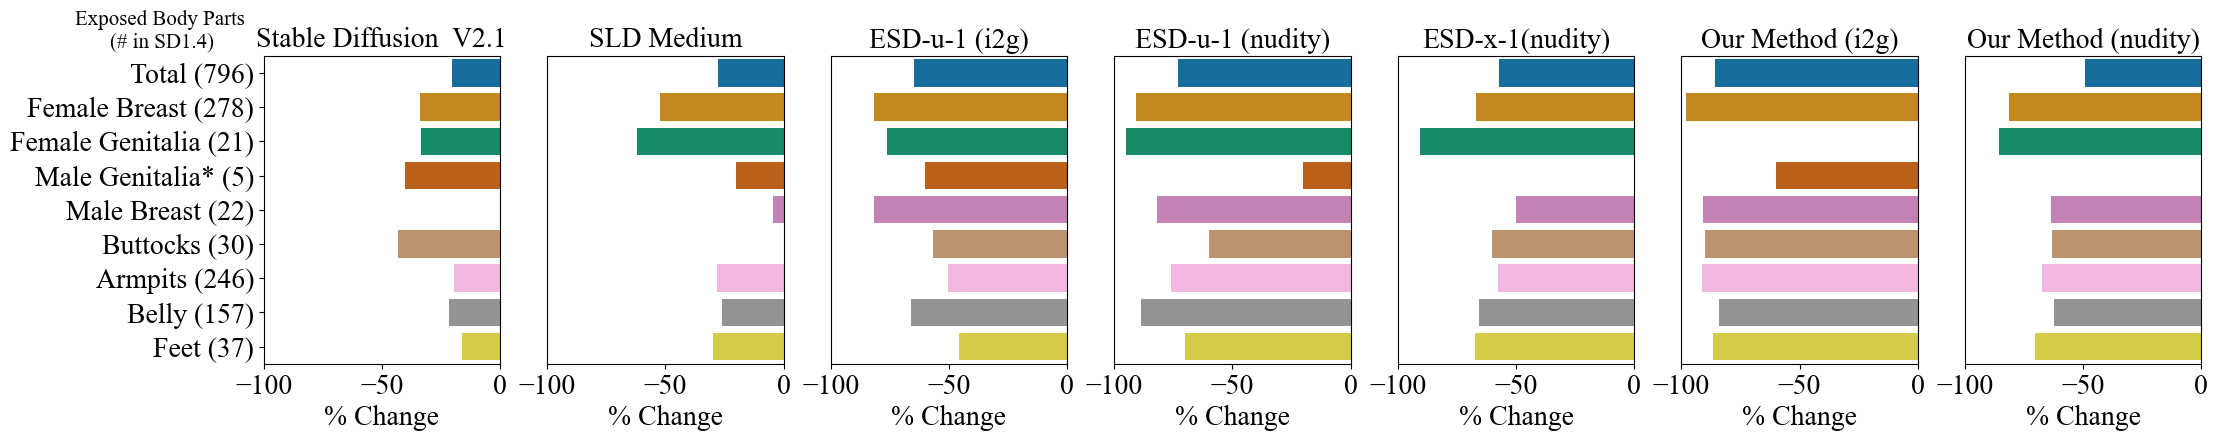 Exposed Body Parts
(# in SD1.4)
Stable Diffusion  V2.1
SLD Medium
ESD-u-1 (i2g)
ESD-u-1 (nudity)
ESD-x-1(nudity)
Our Method (i2g)
Our Method (nudity)
Total (796)
Female Breast (278)
Female Genitalia (21)
Male Genitalia* (5)
Male Breast (22)
Buttocks (30)
Armpits (246)
Belly (157)
Feet (37)
−100 −50 0
−100 −50 0
−100 −50 0
−100 −50 0
−100 −50 0
−100 −50 0
−100 −50 0
% Change
% Change
% Change
% Change
% Change
% Change
% Change